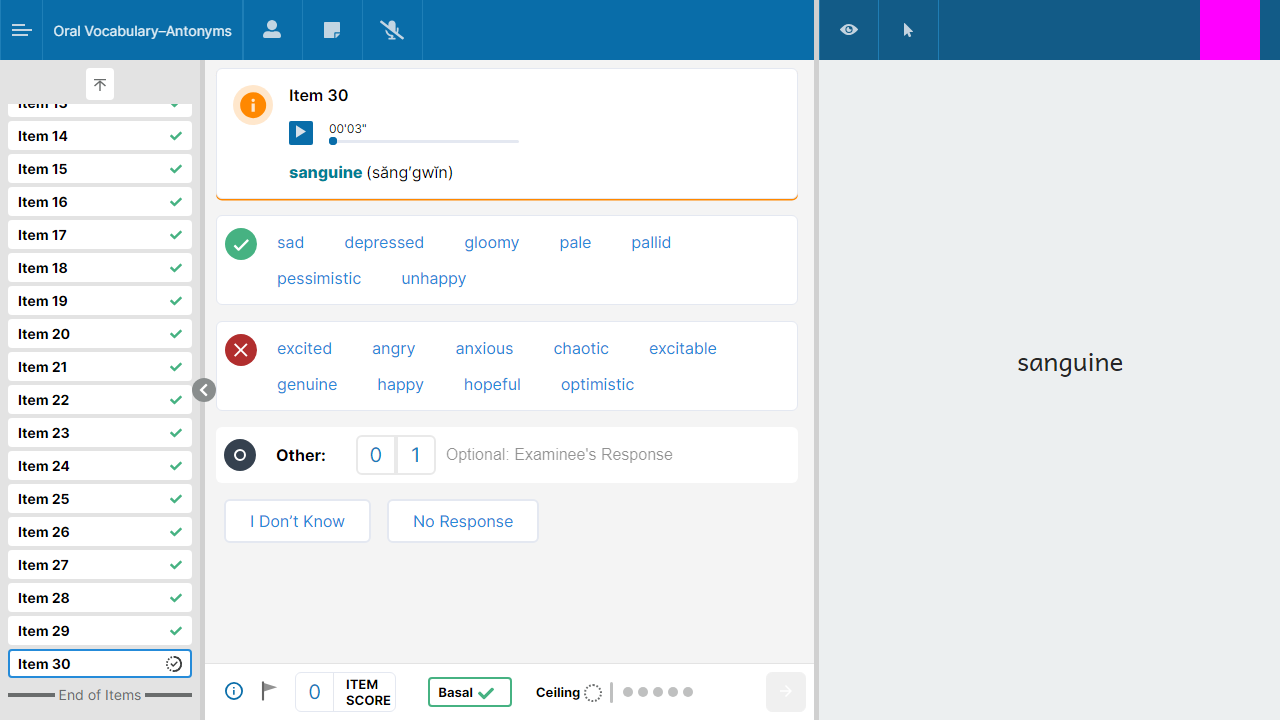 Oral Vocabulary–Antonyms
Item 13
Item 14
Item 15
Item 16
Item 17
Item 18
Item 19
Item 20
Item 21
Item 22
Item 23
Item 24
Item 25
Item 26
Item 27
Item 28
Item 29
Item 30
End of Items
Item 30
00'03"
sanguine (săng′gwĭn)
sad depressed gloomy pale pallid
pessimistic unhappy
excited angry anxious chaotic excitable
genuine happy hopeful optimistic
Other: 0 1 Optional: Examinee's Response
I Don’t Know No Response
0 ITEM SCORE Basal Ceiling
sanguine